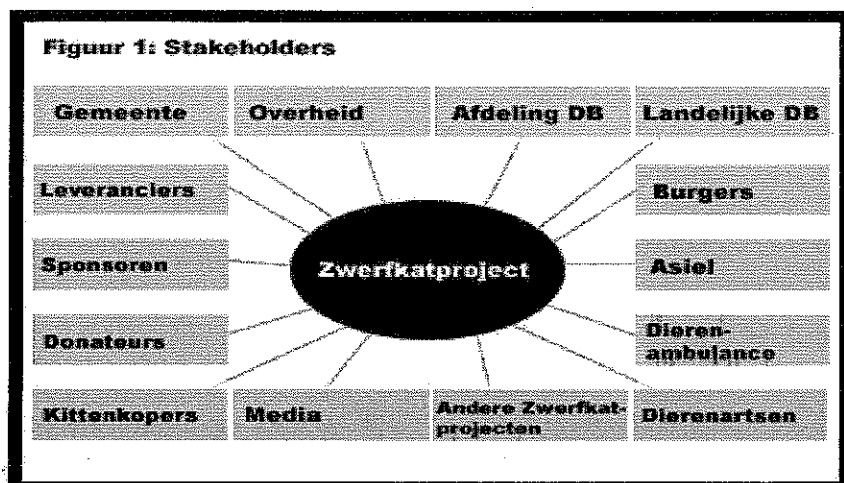 Figuur 1: Stakeholders
Gemeente
Overheid
Afdeling DB
Landelijke DB
Leveranciers
Burgers
Zwerfkatproject
Sponsoren
Asiel
Donateurs
Dieren-
ambulance
Kittenkopers
Media
Andere Zwerfkat-
projecten
Dierenartsen